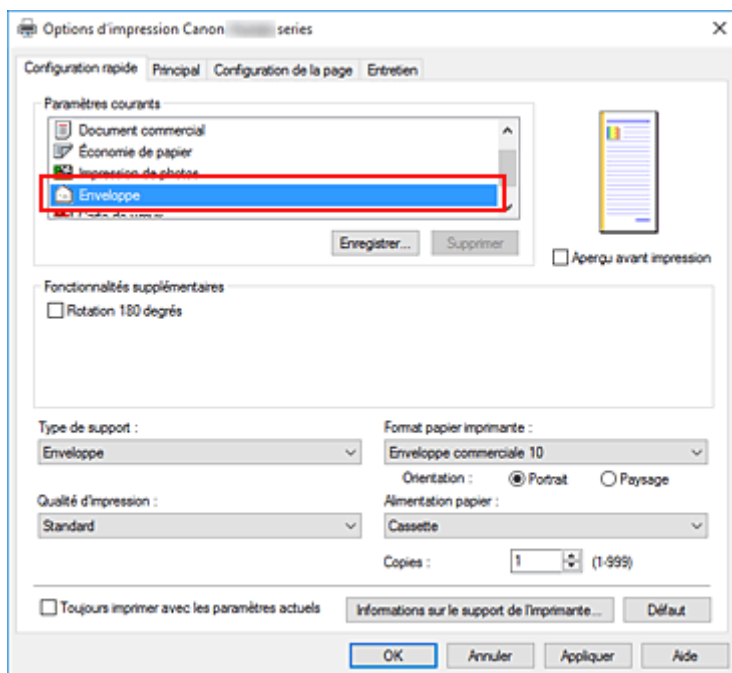 Options d'impression Canon series
Configuration rapide Principal Configuration de la page Entretien
Paramètres courants
Document commercial
Économie de papier
Impression de photos
Enveloppe
Enregistrer... Supprimer
Aperçu avant impression
Fonctionnalités supplémentaires
Rotation 180 degrés
Type de support : Format papier imprimante :
Enveloppe Enveloppe commerciale 10
Orientation : Portrait Paysage
Qualité d'impression : Alimentation papier :
Standard Cassette
Copies : 1 (1-999)
Toujours imprimer avec les paramètres actuels Informations sur le support de l'imprimante... Défaut
OK Annuler Appliquer Aide